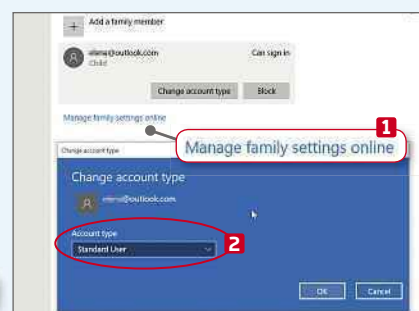 Add a family member
@outlook.com
Can sign in
Child
Change account type
Block
Manage family settings online
1
Manage family settings online
Change account type
Change account type
@outlook.com
Account type
Standard User
2
OK
Cancel